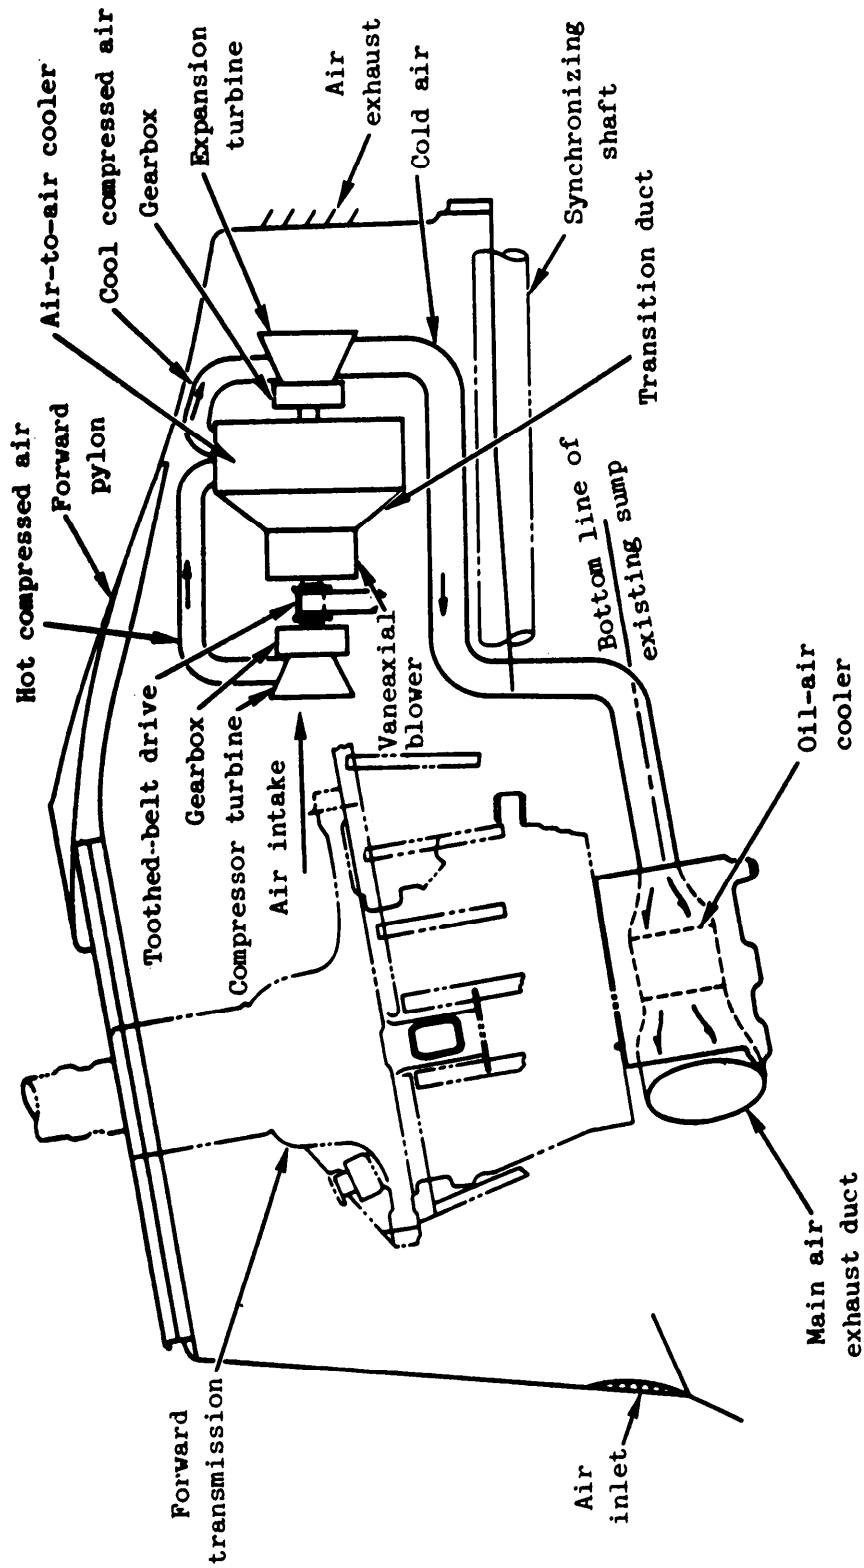 Hot compressed air
Forward
pylon
Air-to-air cooler
Cool compressed air
Gearbox
Expansion
turbine
Air
exhaust
Cold air
Synchronizing
shaft
Transition duct
Toothed-belt drive
Gearbox
Compressor turbine
Air intake
Vaneaxial
blower
Bottom line of
existing sump
Oil-air
cooler
Forward
transmission
Air
inlet
Main air
exhaust duct